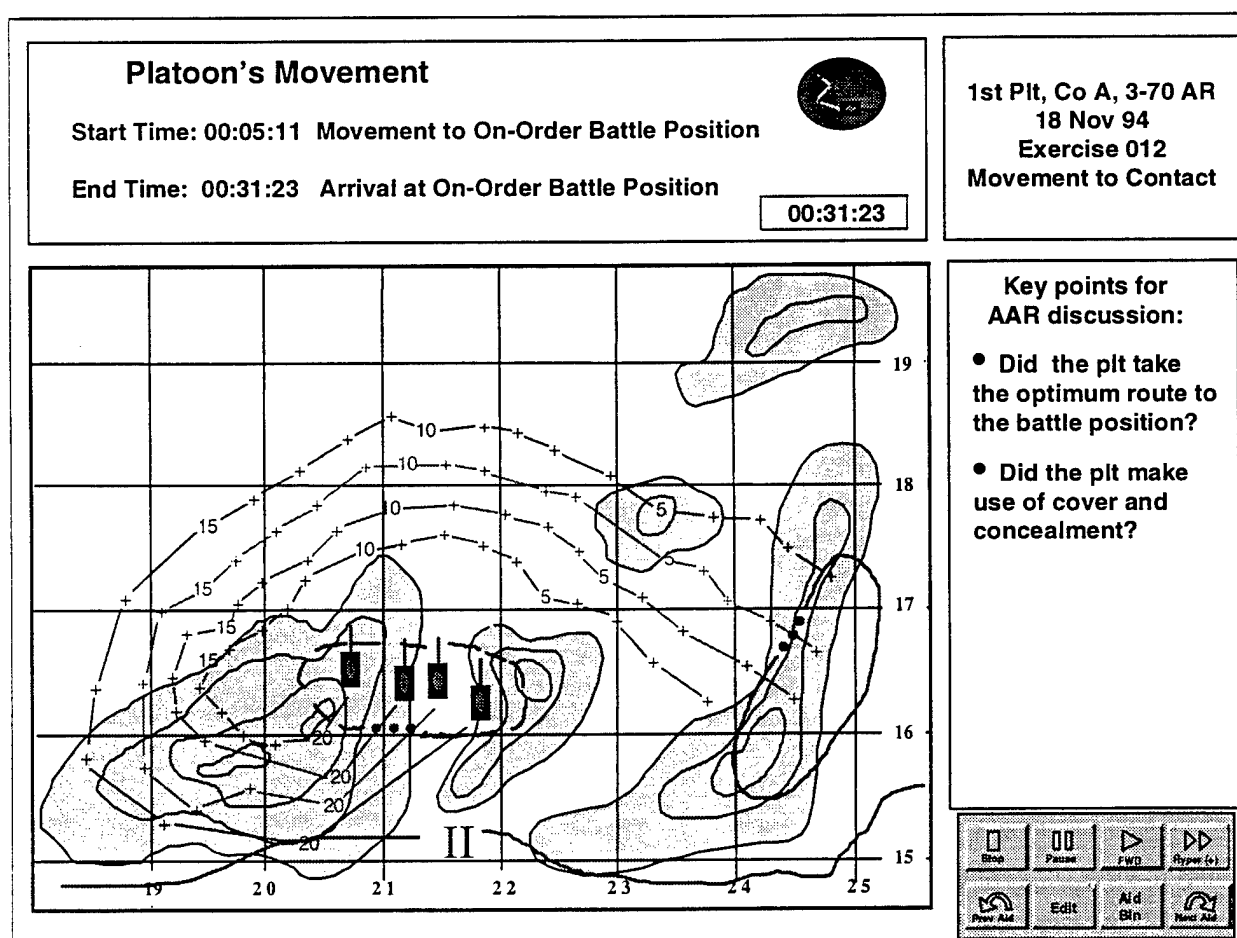 Platoon's Movement
Start Time: 00:05:11 Movement to On-Order Battle Position
End Time: 00:31:23 Arrival at On-Order Battle Position
00:31:23
1st Plt, Co A, 3-70 AR
18 Nov 94
Exercise 012
Movement to Contact
Key points for
AAR discussion:
• Did the plt take
the optimum route to
the battle position?
• Did the plt make
use of cover and
concealment?
19
18
17
16
15
19 20 21 22 23 24 25
10
10
10
10
15
15
15
15
5
5
5
5
20
20
20
20
II
Stop
Pause
FWD
Hyper (+)
Prev Aid
Edit
Aid
Bin
Next Aid